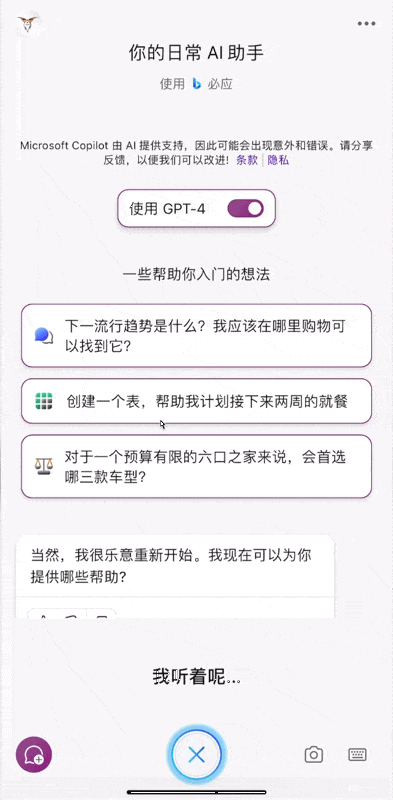 你的日常 AI 助手
使用 必应
Microsoft Copilot 由 AI 提供支持，因此可能会出现意外和错误。请分享
反馈，以便我们可以改进! 条款 | 隐私
使用 GPT-4
一些帮助你入门的想法
下一流行趋势是什么？我应该在哪里购物可
以找到它？
创建一个表，帮助我计划接下来两周的就餐
对于一个预算有限的六口之家来说，会首选
哪三款车型？
当然，我很乐意重新开始。我现在可以为你
提供哪些帮助？
我听着呢...